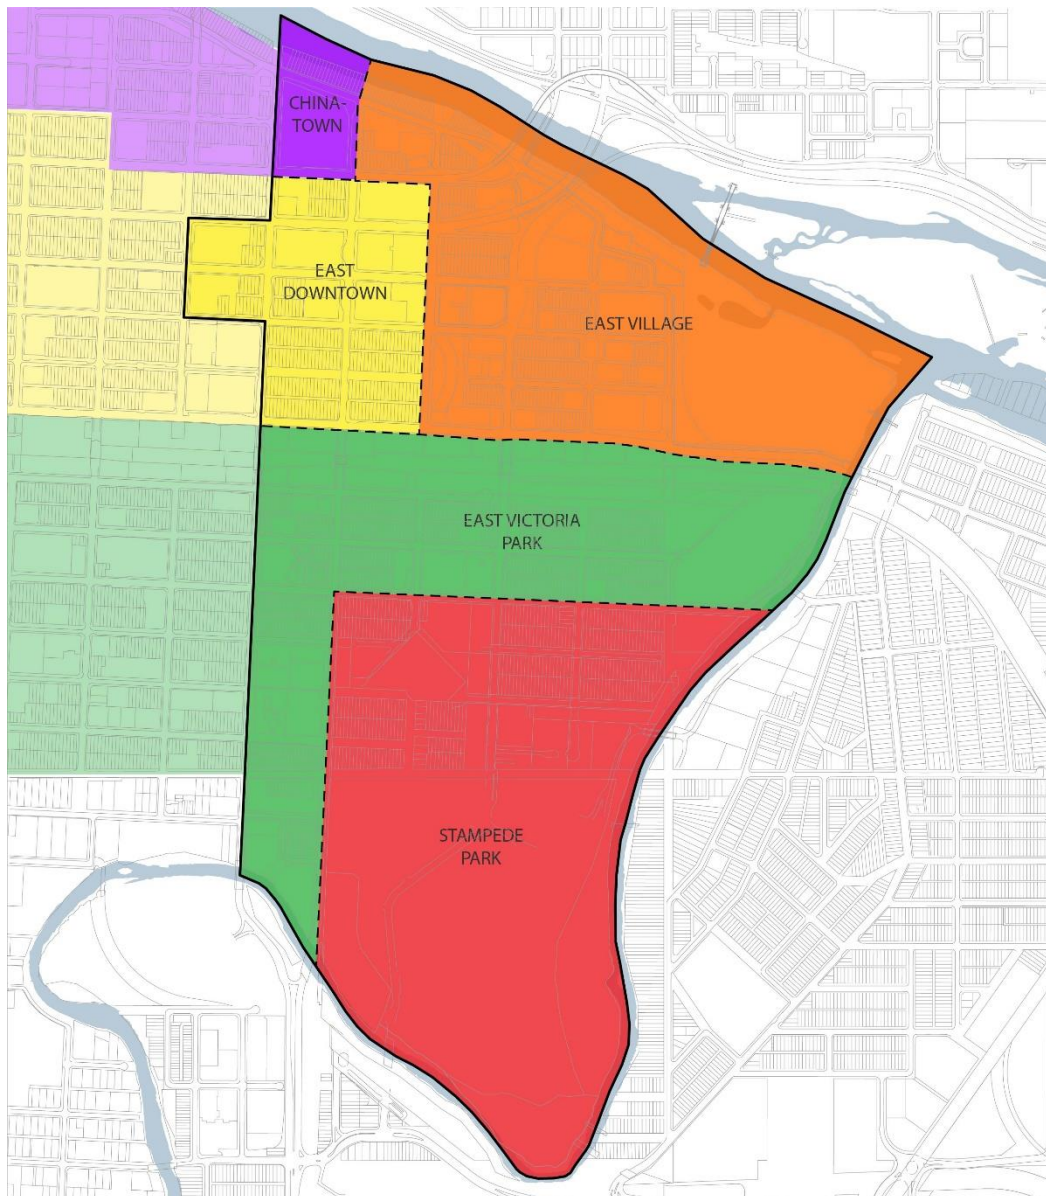 CHINA-
TOWN
EAST
DOWNTOWN
EAST VILLAGE
EAST VICTORIA
PARK
STAMPEDE
PARK